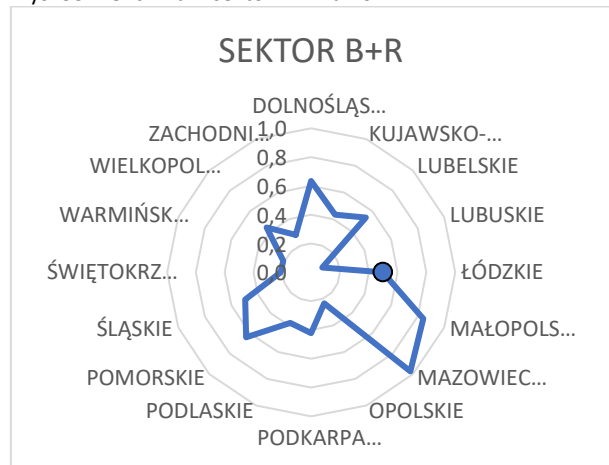 SEKTOR B+R
DOLNOŚLĄS...
ZACHODNI...
1,0
KUJAWSKO-...
WIELKOPOL...
0,8
LUBELSKIE
0,6
WARMIŃSK...
0,4
LUBUSKIE
0,2
ŚWIĘTOKRZ...
0,0
ŁÓDZKIE
ŚLĄSKIE
MAŁOPOLS...
POMORSKIE
MAZOWIEC...
PODLASKIE
OPOLSKIE
PODKARPA...